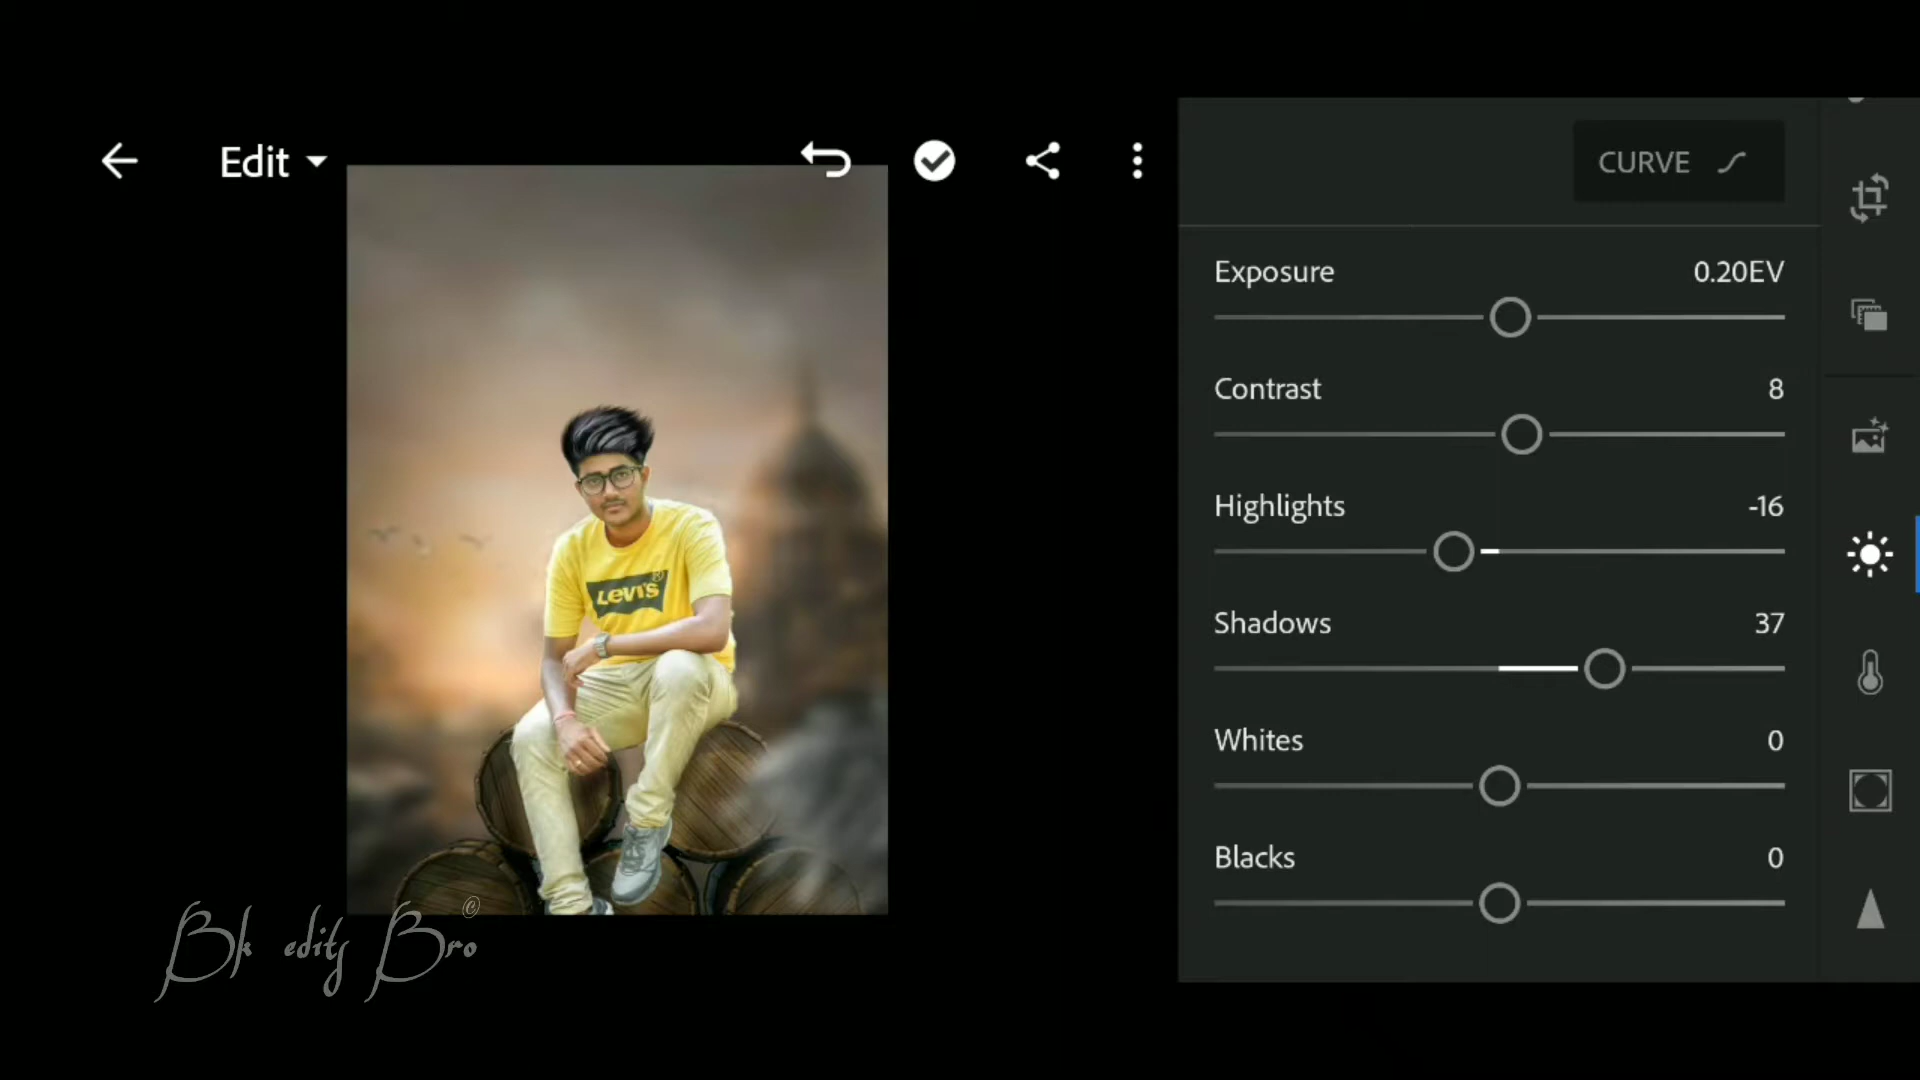 Edit
CURVE
Exposure 0.20EV
Contrast 8
Highlights -16
Shadows 37
Whites 0
Blacks 0
LEVI'S ®
Bk edits Bro ©